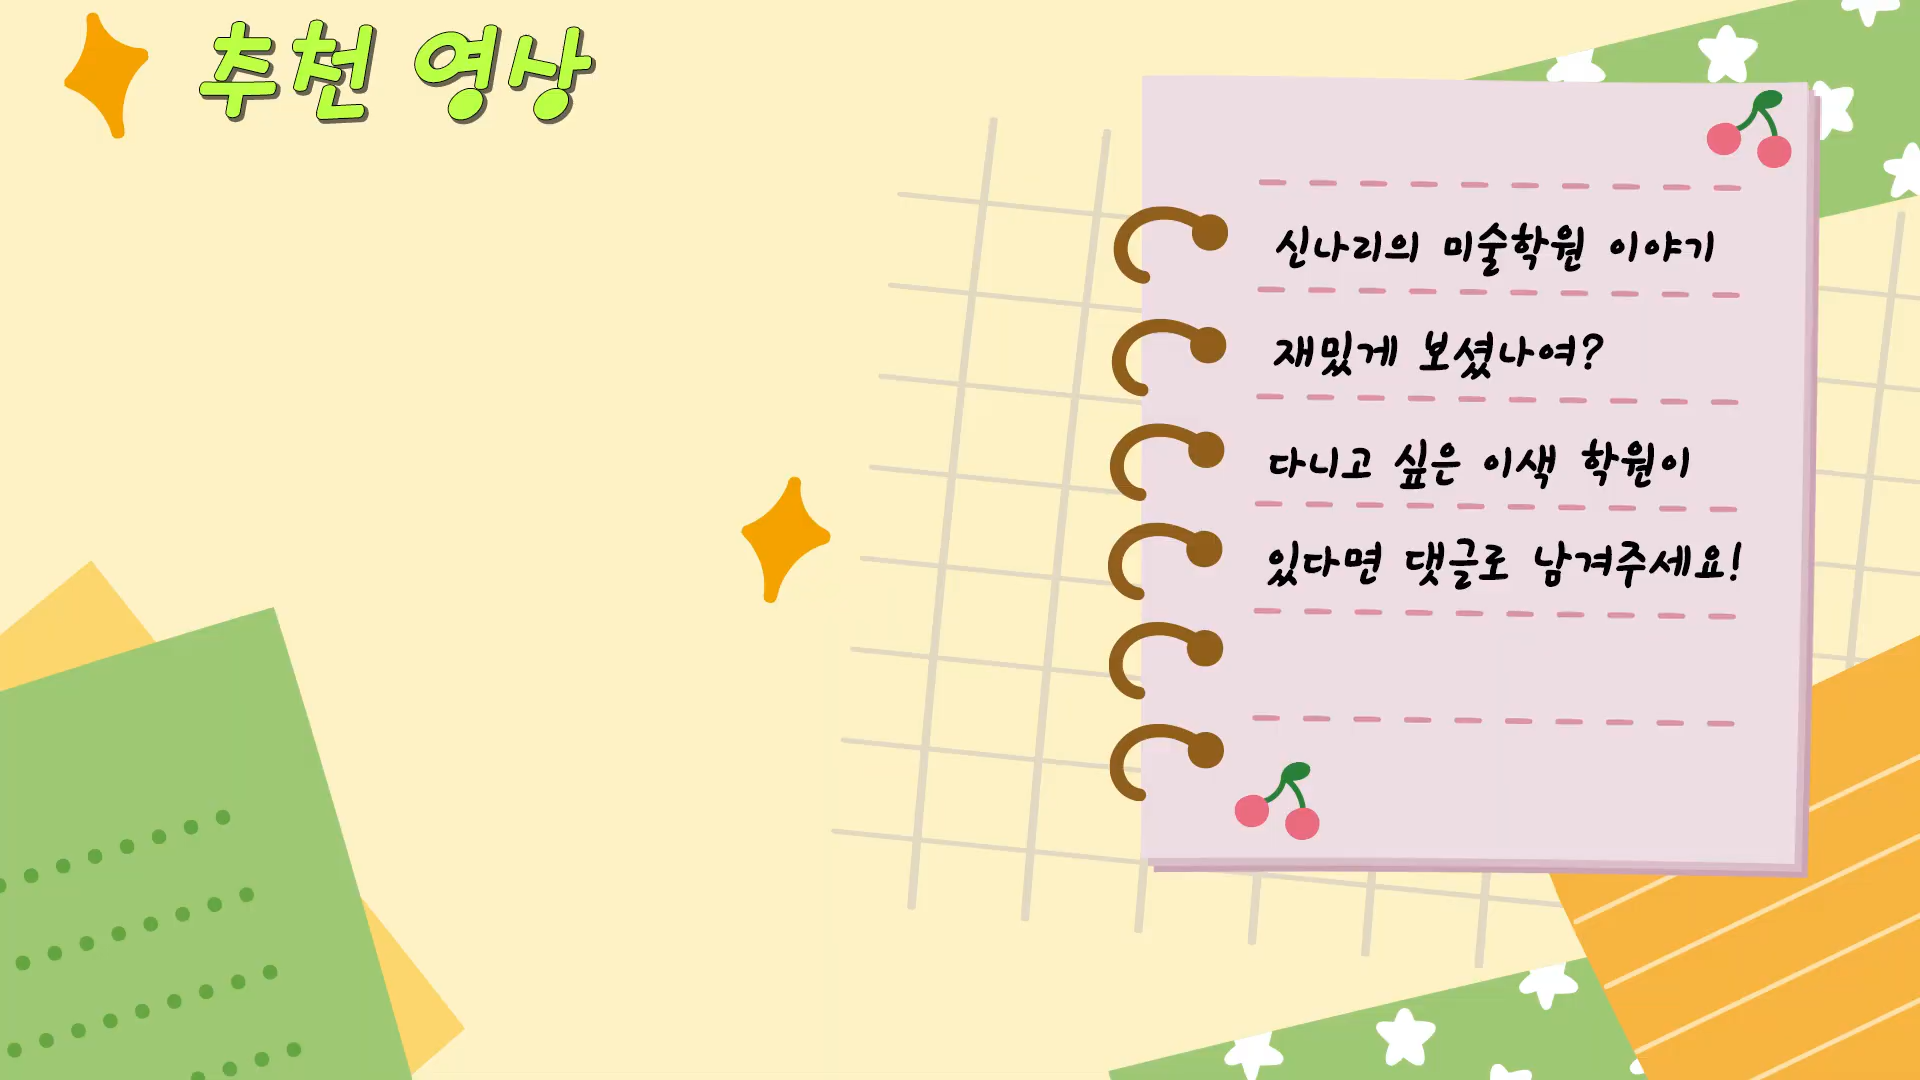 추천 영상
신나리의 미술학원 이야기
재밌게 보셨나여?
다니고 싶은 이색 학원이
있다면 댓글로 남겨주세요!